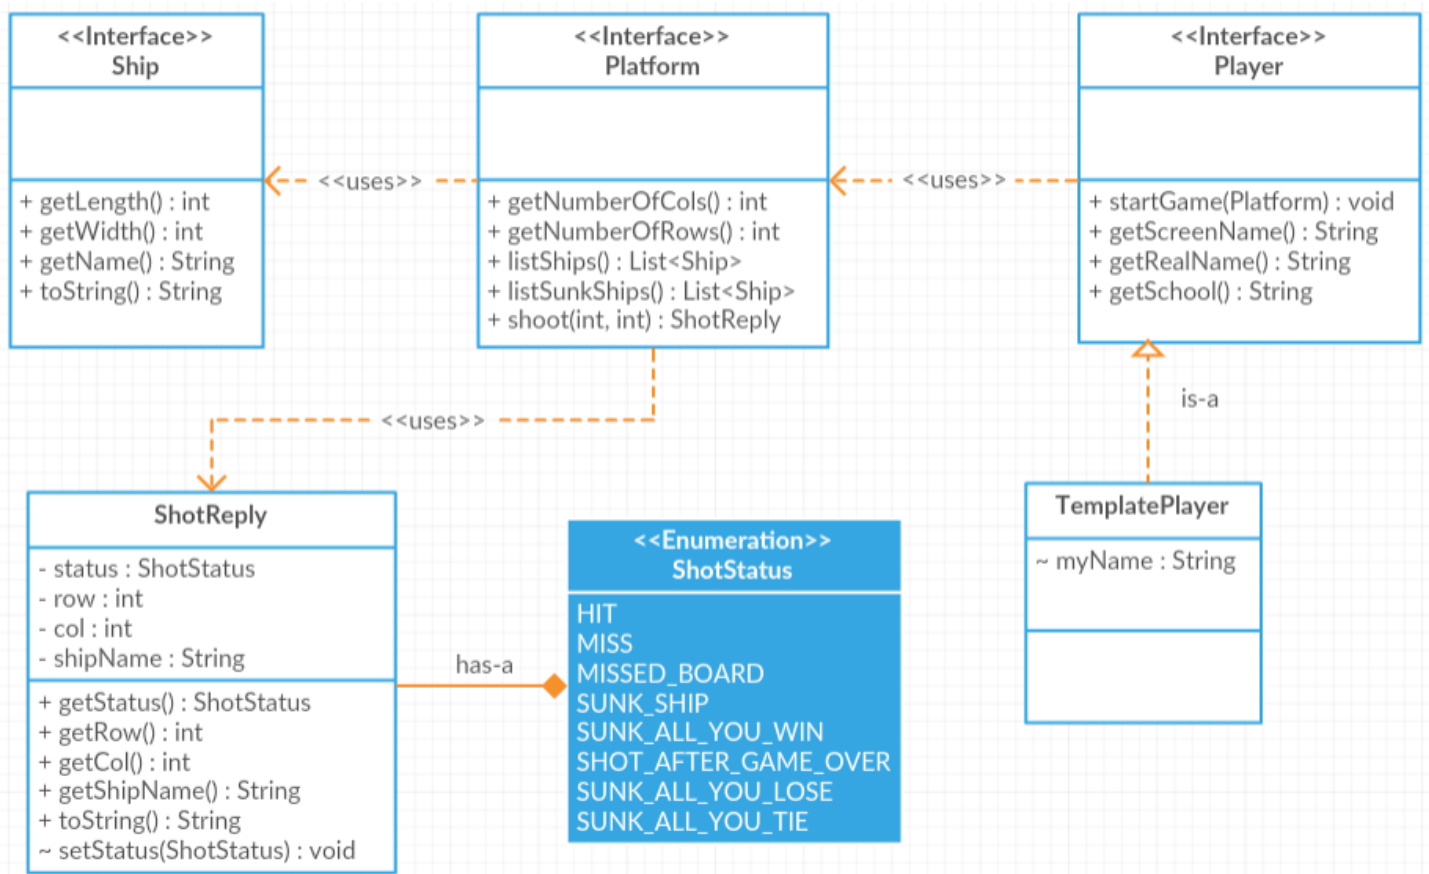 <<Interface>>
Ship
+ getLength() : int
+ getWidth() : int
+ getName() : String
+ toString() : String
<<uses>>
<<Interface>>
Platform
+ getNumberOfCols() : int
+ getNumberOfRows() : int
+ listShips() : List<Ship>
+ listSunkShips() : List<Ship>
+ shoot(int, int) : ShotReply
<<uses>>
<<Interface>>
Player
+ startGame(Platform) : void
+ getScreenName() : String
+ getRealName() : String
+ getSchool() : String
is-a
<<uses>>
ShotReply
- status : ShotStatus
- row : int
- col : int
- shipName : String
+ getStatus() : ShotStatus
+ getRow() : int
+ getCol() : int
+ getShipName() : String
+ toString() : String
~ setStatus(ShotStatus) : void
has-a
<<Enumeration>>
ShotStatus
HIT
MISS
MISSED_BOARD
SUNK_SHIP
SUNK_ALL_YOU_WIN
SHOT_AFTER_GAME_OVER
SUNK_ALL_YOU_LOSE
SUNK_ALL_YOU_TIE
TemplatePlayer
~ myName : String